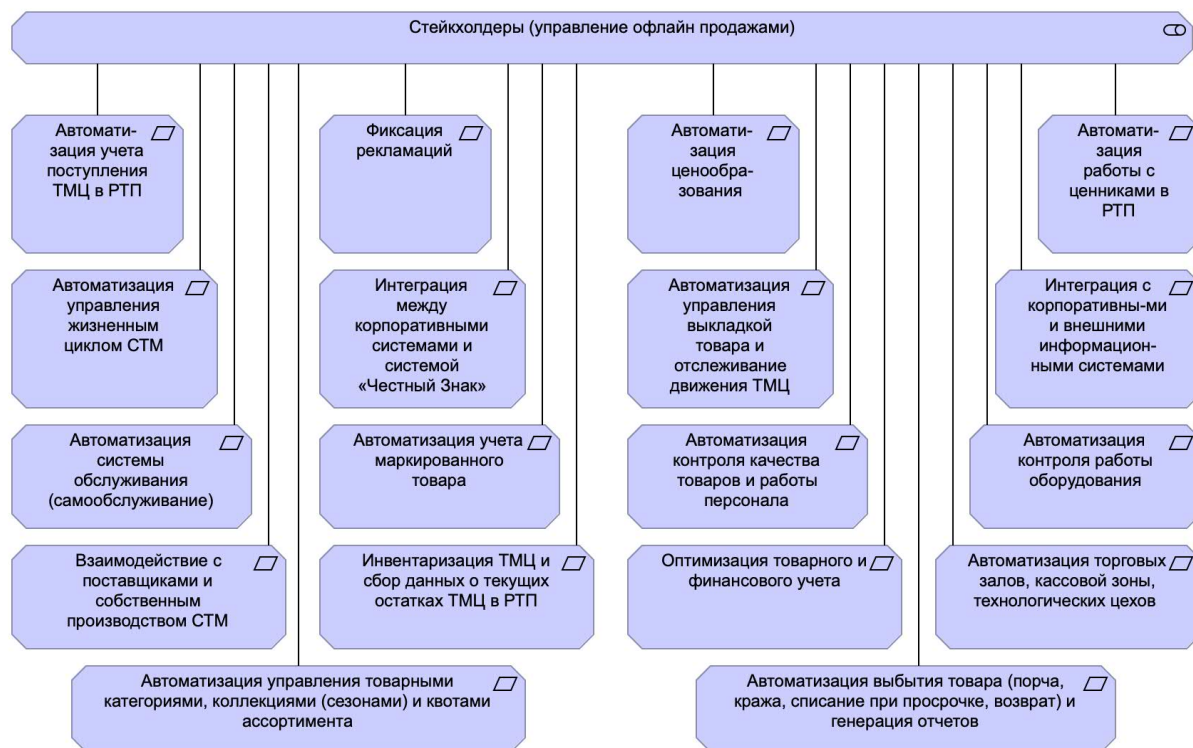 Стейкхолдеры (управление офлайн продажами)
Автомати-
зация учета
поступления
ТМЦ в РТП
Фиксация
рекламаций
Автомати-
зация
ценообра-
зования
Автомати-
зация
работы с
ценниками в
РТП
Автоматизация
управления
жизненным
циклом СТМ
Интеграция
между
корпоративными
системами и
системой
«Честный Знак»
Автоматизация
управления
выкладкой
товара и
отслеживание
движения ТМЦ
Интеграция с
корпоративны-ми
и внешними
информацион-
ными системами
Автоматизация
системы
обслуживания
(самообслуживание)
Автоматизация учета
маркированного
товара
Автоматизация
контроля качества
товаров и работы
персонала
Автоматизация
контроля работы
оборудования
Взаимодействие с
поставщиками и
собственным
производством СТМ
Инвентаризация ТМЦ и
сбор данных о текущих
остатках ТМЦ в РТП
Оптимизация товарного и
финансового учета
Автоматизация торговых
залов, кассовой зоны,
технологических цехов
Автоматизация управления товарными
категориями, коллекциями (сезонами) и квотами
ассортимента
Автоматизация выбытия товара (порча,
кража, списание при просрочке, возврат) и
генерация отчетов